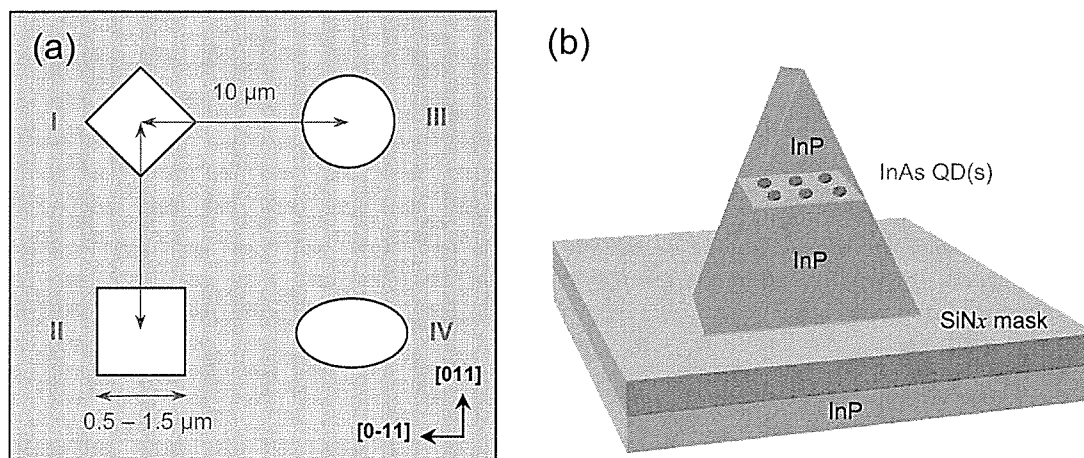 (a)
10 µm
I
III
II
IV
[011]
0.5 – 1.5 µm
[0-11]
(b)
InP
InAs QD(s)
InP
SiNx mask
InP